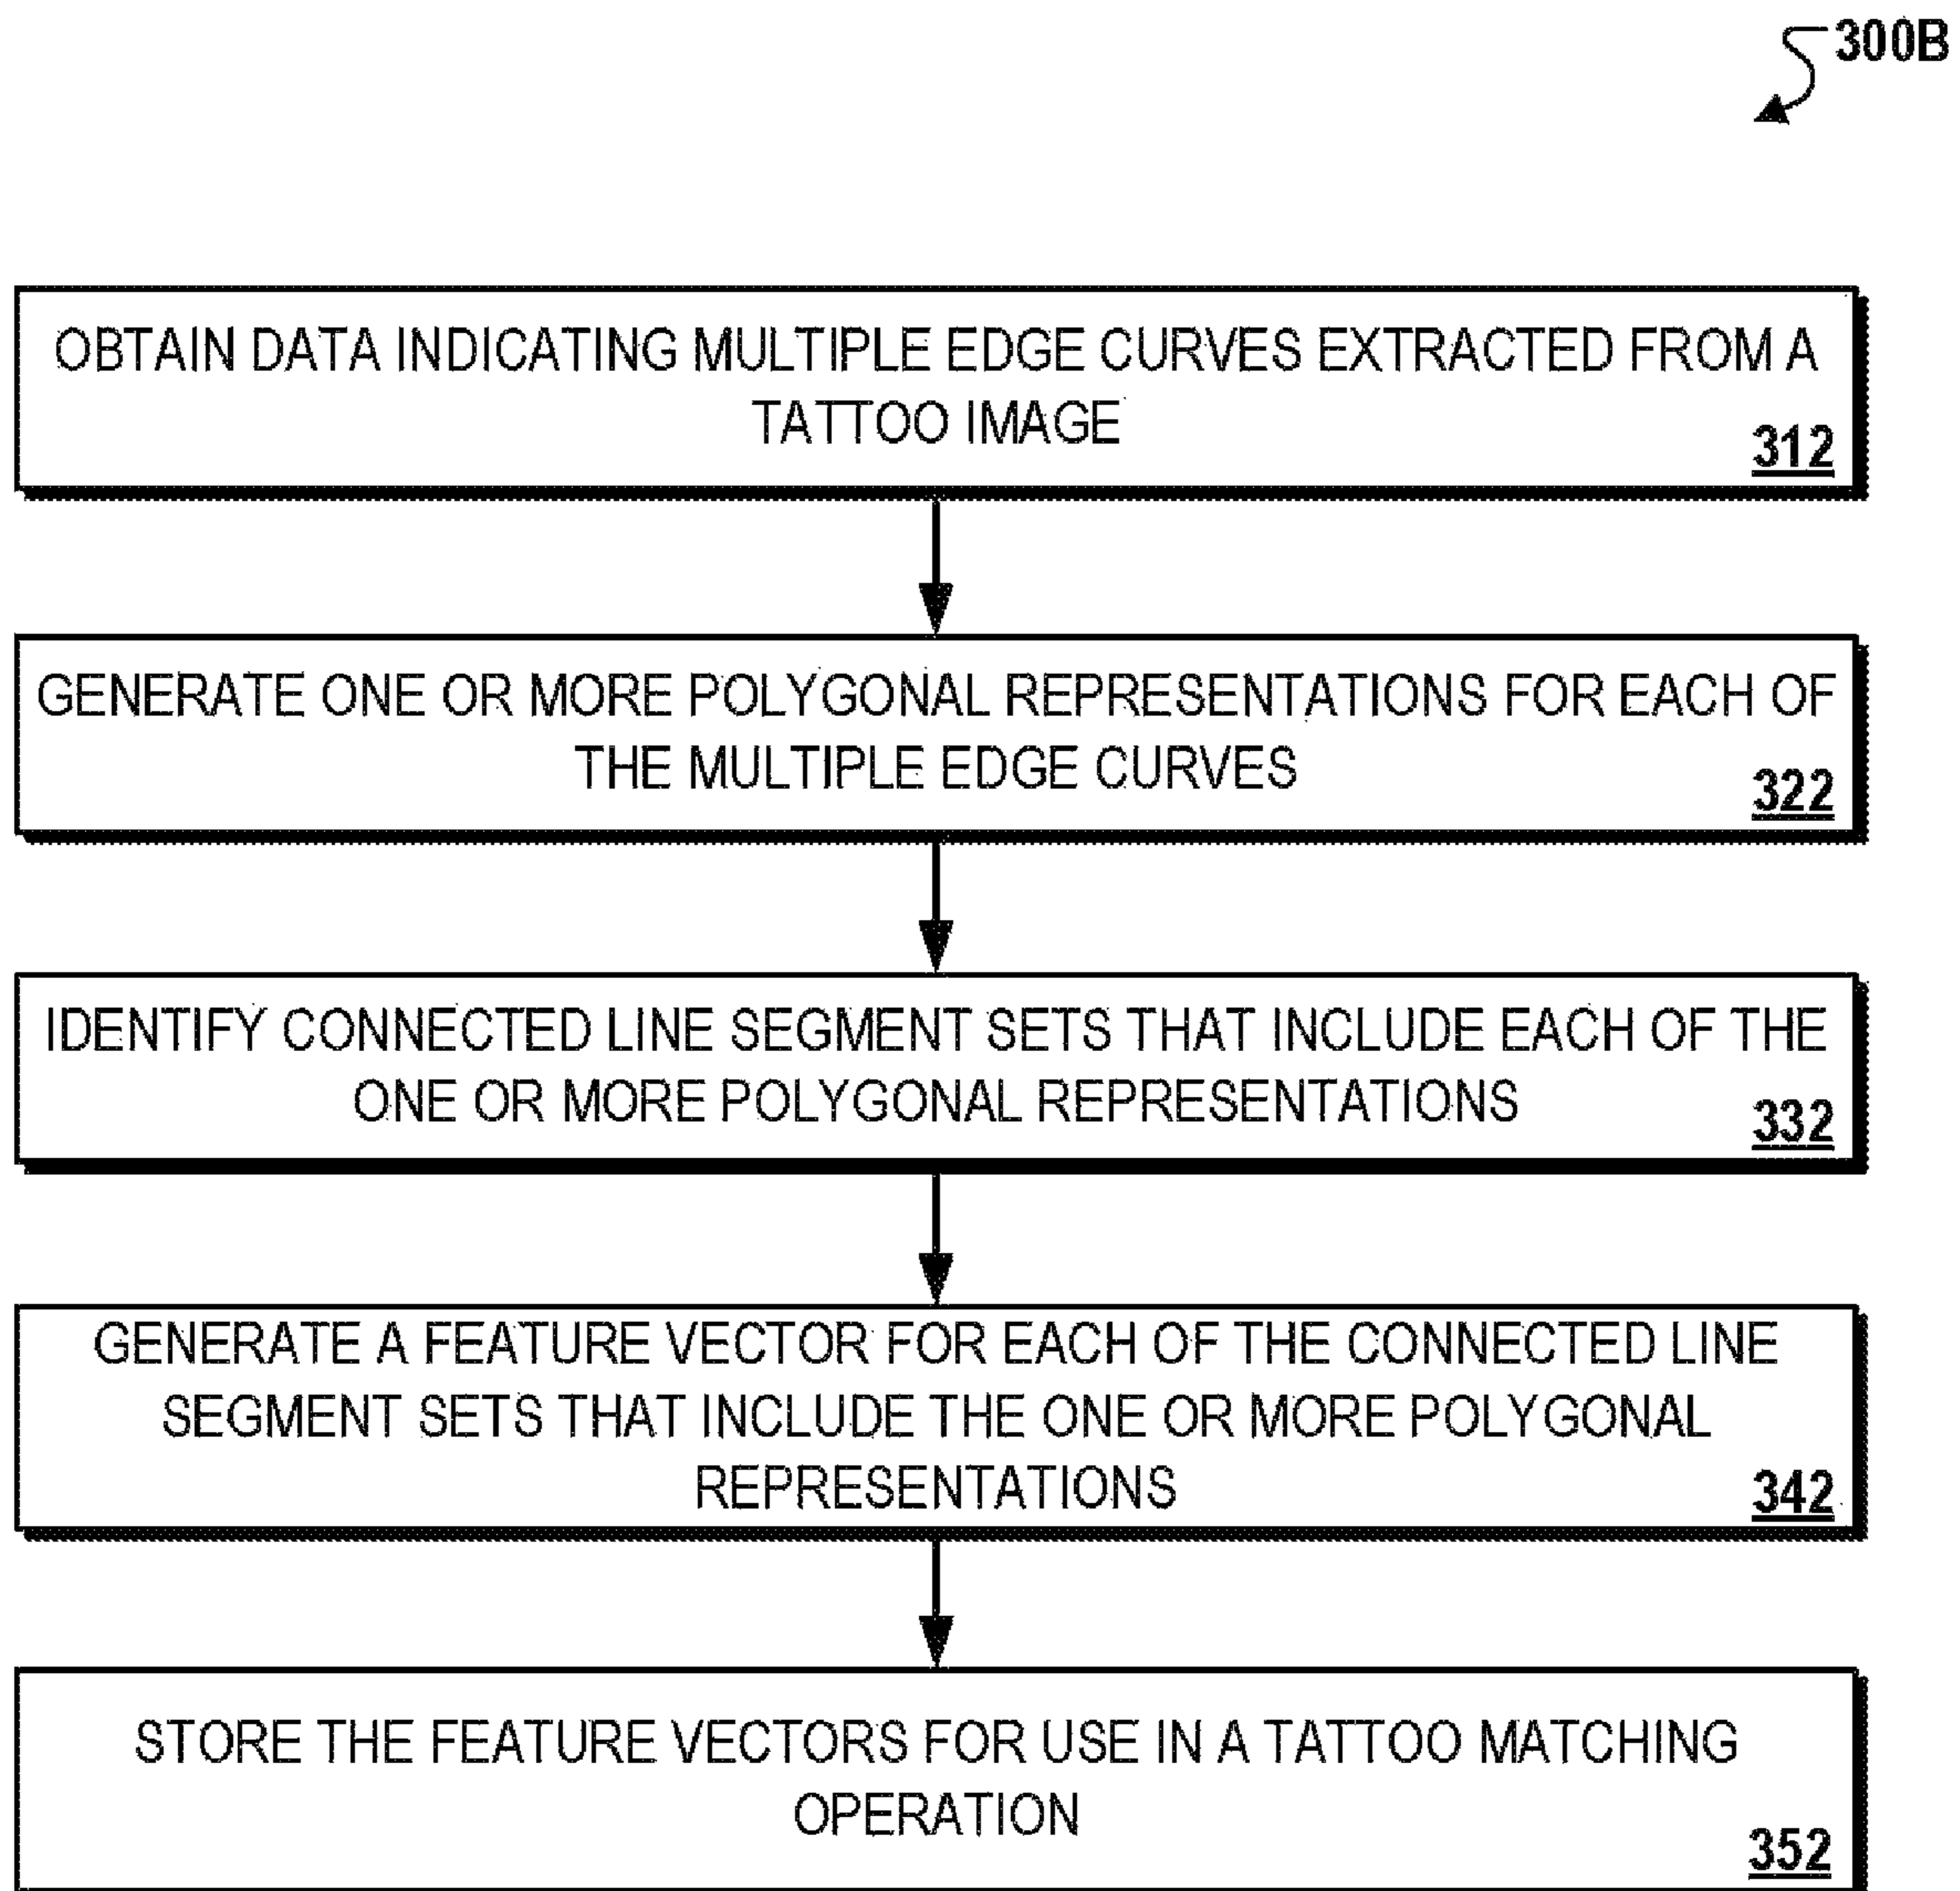 300B
OBTAIN DATA INDICATING MULTIPLE EDGE CURVES EXTRACTED FROM A
TATTOO IMAGE
312
GENERATE ONE OR MORE POLYGONAL REPRESENTATIONS FOR EACH OF
THE MULTIPLE EDGE CURVES
322
IDENTIFY CONNECTED LINE SEGMENT SETS THAT INCLUDE EACH OF THE
ONE OR MORE POLYGONAL REPRESENTATIONS
332
GENERATE A FEATURE VECTOR FOR EACH OF THE CONNECTED LINE
SEGMENT SETS THAT INCLUDE THE ONE OR MORE POLYGONAL
REPRESENTATIONS
342
STORE THE FEATURE VECTORS FOR USE IN A TATTOO MATCHING
OPERATION
352